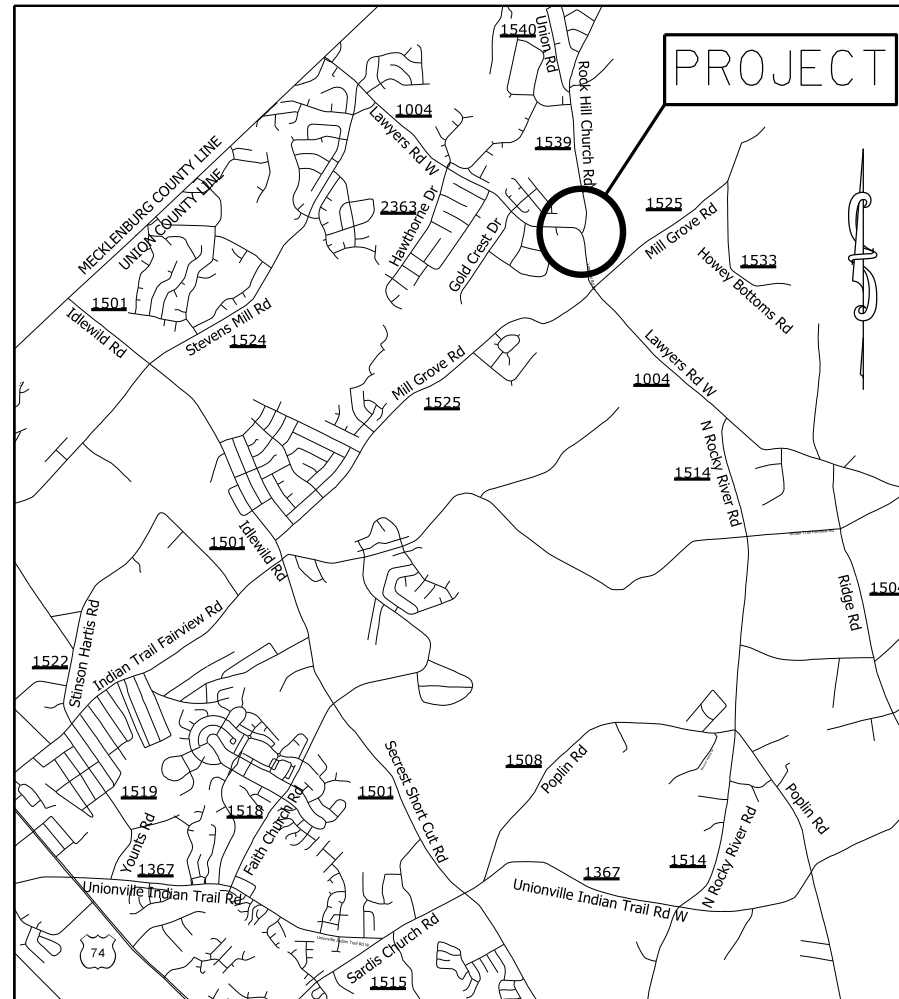 1540
Union Rd
PROJECT
Rock Hill Church Rd
1004
Lawyers Rd W
1539
MECKLENBURG COUNTY LINE
UNION COUNTY LINE
2363
Hawthorne Dr
Gold Crest Dr
1525
Mill Grove Rd
1533
Howey Bottoms Rd
1501
Idlewild Rd
Stevens Mill Rd
1524
Mill Grove Rd
1525
Lawyers Rd W
1004
N Rocky River Rd
1514
1501
Idlewild Rd
Ridge Rd
1504
Stinson Hartis Rd
1522
Indian Trail Fairview Rd
Secrest Short Cut Rd
1508
Poplin Rd
1519
1518
1501
Younts Rd
Faith Church Rd
Poplin Rd
1367
Unionville Indian Trail Rd
1367
Unionville Indian Trail Rd W
1514
N Rocky River Rd
74
Unionville Indian Trail Rd W
Sardis Church Rd
1515